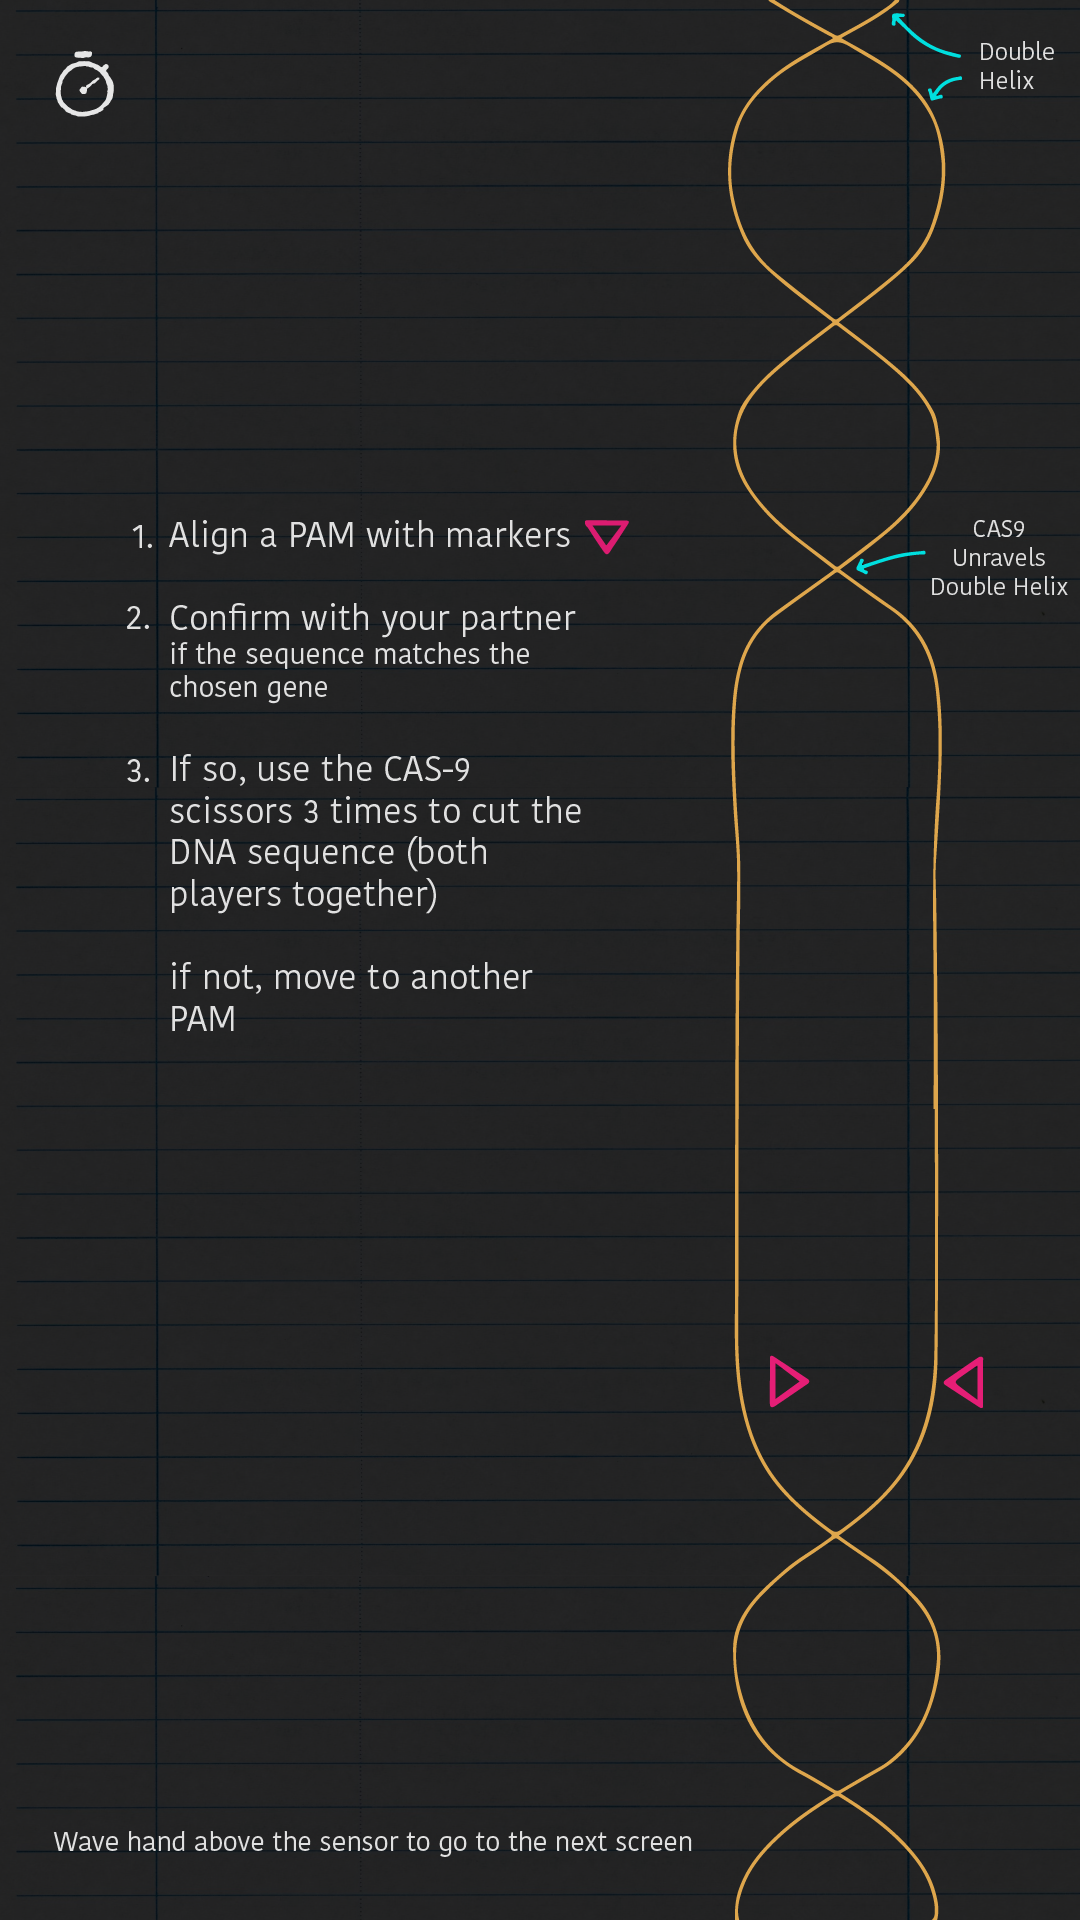 Double
Helix
1. Align a PAM with markers
CAS9
Unravels
Double Helix
2. Confirm with your partner
if the sequence matches the
chosen gene
3. If so, use the CAS-9
scissors 3 times to cut the
DNA sequence (both
players together)
if not, move to another
PAM
Wave hand above the sensor to go to the next screen